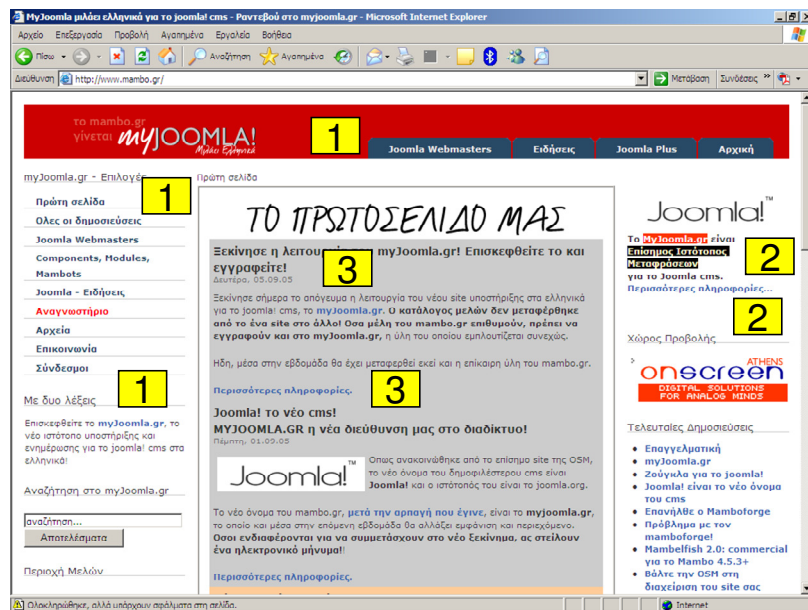 MyJoomla μιλάει ελληνικά για το joomla! cms - Ραντεβού στο myjoomla.gr - Microsoft Internet Explorer
Αρχείο Επεξεργασία Προβολή Αγαπημένα Εργαλεία Βοήθεια
Πίσω Αναζήτηση Αγαπημένα
Διεύθυνση http://www.mambo.gr/ Μετάβαση Συνδέσεις »
το mambo.gr
γίνεται myJOOMLA!
Μιλάει Ελληνικά
1
Joomla Webmasters Ειδήσεις Joomla Plus Αρχική
myJoomla.gr - Επιλογές
1
Πρώτη σελίδα
Ολες οι δημοσιεύσεις
Joomla Webmasters
Components, Modules,
Mambots
Joomla - Ειδήσεις
Αναγνωστήριο
Αρχεία
Επικοινωνία
Σύνδεσμοι
1
Με δυο λέξεις
Επισκεφθείτε το myJoomla.gr, το
νέο ιστότοπο υποστήριξης και
ενημέρωσης για το joomla! cms στα
ελληνικά!
Αναζήτηση στο myJoomla.gr
αναζήτηση...
Αποτελέσματα
Περιοχή Μελών
Πρώτη σελίδα
ΤΟ ΠΡΩΤΟΣΕΛΙΔΟ ΜΑΣ
Ξεκίνησε η λειτουργία του myJoomla.gr! Επισκεφθείτε το και
εγγραφείτε!
3
Δευτέρα, 05.09.05
Ξεκίνησε σήμερα το απόγευμα η λειτουργία του νέου site υποστήριξης στα ελληνικά
για το joomla! cms, το myJoomla.gr. Ο κατάλογος μελών δεν μεταφέρθηκε
από το ένα site στο άλλο! Οσα μέλη του mambo.gr επιθυμούν, πρέπει να
εγγραφούν και στο myJoomla.gr, η ύλη του οποίου εμπλουτίζεται συνεχώς.
Ηδη, μέσα στην εβδομάδα θα έχει μεταφερθεί εκεί και η επίκαιρη ύλη του mambo.gr.
Περισσότερες πληροφορίες.
3
Joomla! το νέο cms!
MYJOOMLA.GR η νέα διεύθυνση μας στο διαδίκτυο!
Πέμπτη, 01.09.05
Joomla!
Οπως ανακοινώθηκε από το επίσημο site της OSM,
το νέο όνομα του δημοφιλέστερου cms είναι
Joomla! και ο ιστότοπός του είναι το joomla.org.
Το νέο όνομα του mambo.gr, μετά την αρπαγή που έγινε, είναι το myjoomla.gr,
το οποίο και μέσα στην επόμενη εβδομάδα θα αλλάξει εμφάνιση και περιεχόμενο.
Οσοι ενδιαφέρονται για να συμμετάσχουν στο νέο ξεκίνημα, ας στείλουν
ένα ηλεκτρονικό μήνυμα!!
Περισσότερες πληροφορίες.
Joomla!™
Το MyJoomla.gr είναι
Επίσημος Ιστότοπος
Μεταφράσεων
2
για το Joomla cms.
Περισσότερες πληροφορίες...
2
Χώρος Προβολής
ATHENS
onscreen
DIGITAL SOLUTIONS
FOR ANALOG MINDS
Τελευταίες Δημοσιεύσεις
Επαγγελματική
myJoomla.gr
Ζούγκλα για το joomla!
Joomla! είναι το νέο όνομα
του cms
Επανήλθε ο Mamboforge
Πρόβλημα με τον
mamboforge!
Mambelfish 2.0: commercial
για το Mambo 4.5.3+
Βάλτε την OSM στη
διαχείριση του site σας
Ολοκληρώθηκε, αλλά υπάρχουν σφάλματα στη σελίδα. Internet